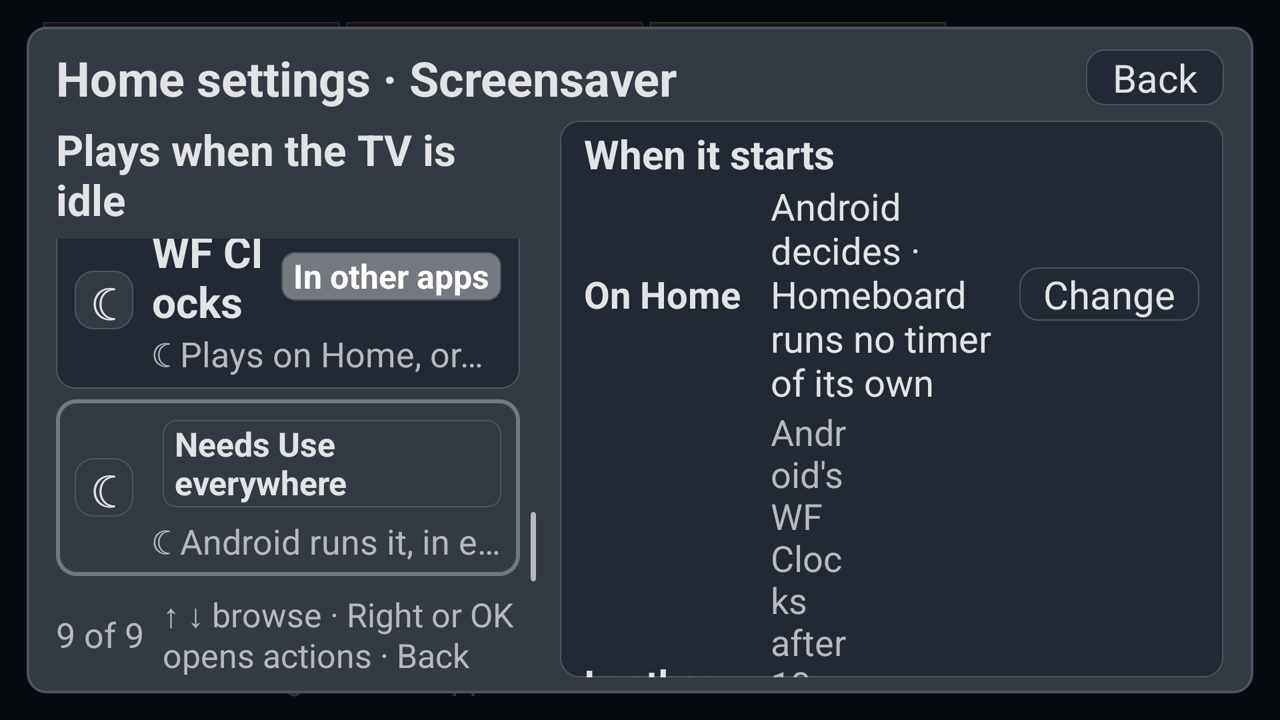 Home settings · Screensaver
Back
Plays when the TV is
idle
WF Cl
ocks
In other apps
☾ Plays on Home, or…
Needs Use
everywhere
☾ Android runs it, in e…
9 of 9
↑ ↓ browse · Right or OK
opens actions · Back
When it starts
On Home
Android
decides ·
Homeboard
runs no timer
of its own
Change
Andr
oid's
WF
Cloc
ks
after